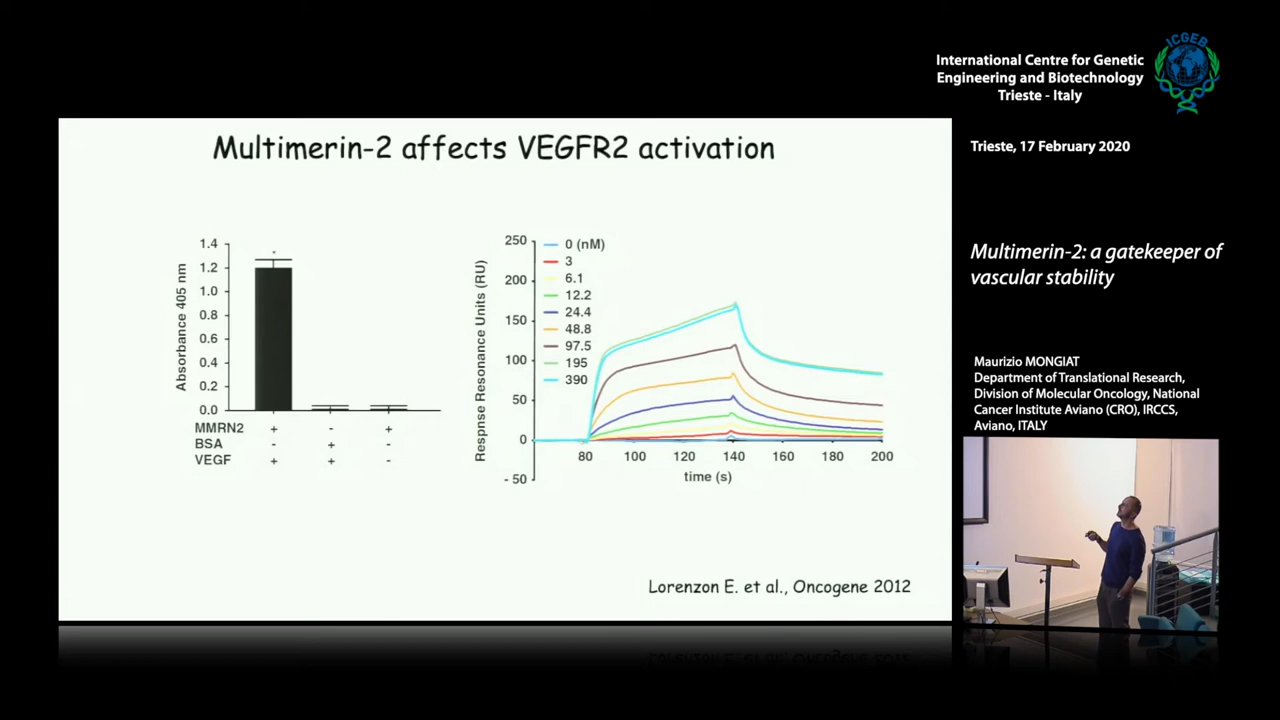 International Centre for Genetic
Engineering and Biotechnology
Trieste - Italy
ICGEB
Trieste, 17 February 2020
Multimerin-2: a gatekeeper of
vascular stability
Maurizio MONGIAT
Department of Translational Research,
Division of Molecular Oncology, National
Cancer Institute Aviano (CRO), IRCCS,
Aviano, ITALY
Multimerin-2 affects VEGFR2 activation
Absorbance 405 nm
1.4
1.2
1.0
0.8
0.6
0.4
0.2
0.0
*
MMRN2 + - +
BSA - + -
VEGF + + -
Respnse Resonance Units (RU)
250
200
150
100
50
0
- 50
0 (nM)
3
6.1
12.2
24.4
48.8
97.5
195
390
80 100 120 140 160 180 200
time (s)
Lorenzon E. et al., Oncogene 2012